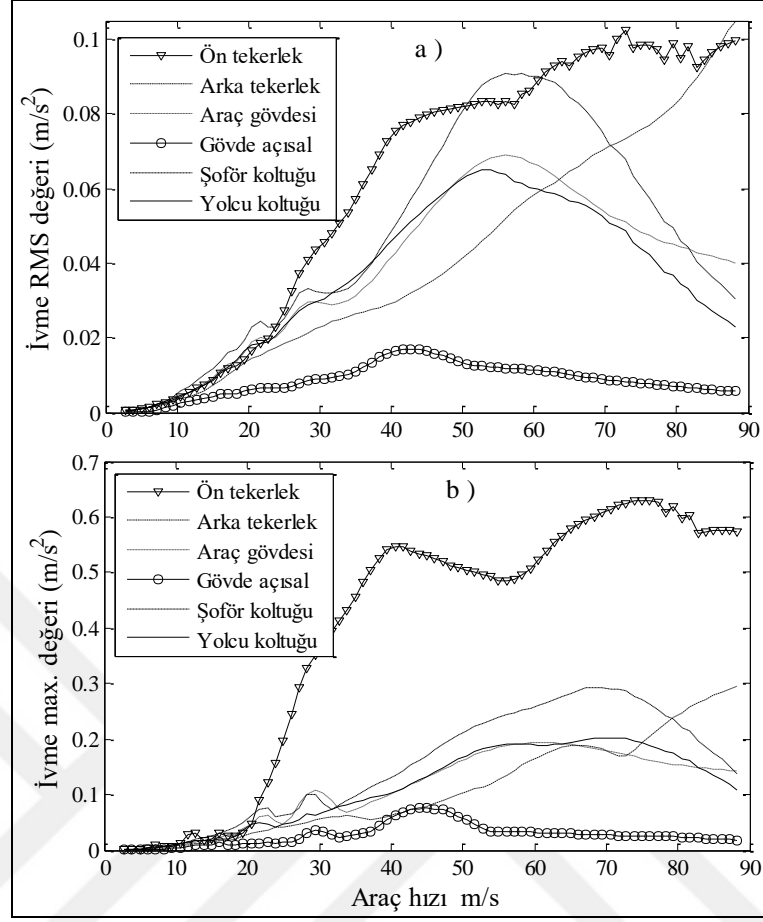 a )
İvme RMS değeri (m/s²)
0.1
0.08
0.06
0.04
0.02
0
Ön tekerlek
Arka tekerlek
Araç gövdesi
Gövde açısal
Şoför koltuğu
Yolcu koltuğu
0 10 20 30 40 50 60 70 80 90
b )
İvme max. değeri (m/s²)
0.7
0.6
0.5
0.4
0.3
0.2
0.1
0
Ön tekerlek
Arka tekerlek
Araç gövdesi
Gövde açısal
Şoför koltuğu
Yolcu koltuğu
0 10 20 30 40 50 60 70 80 90
Araç hızı m/s